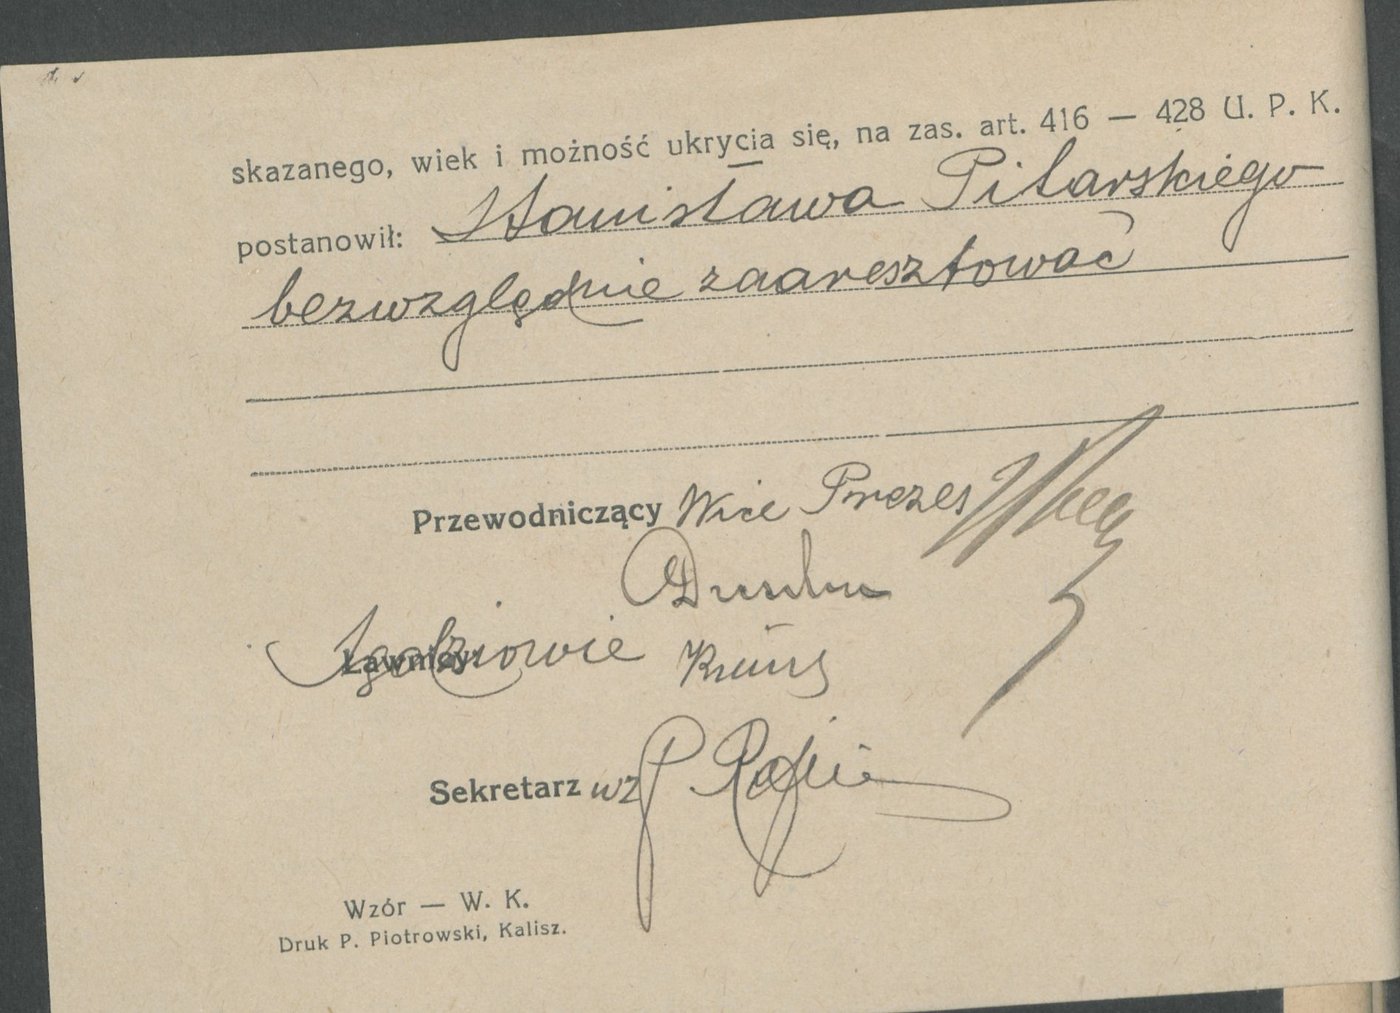 skazanego, wiek i możność ukrycia się, na zas. art. 416 — 428 U. P. K.
postanowił: Stanisława Pilarskiego
bezwzględnie zaaresztować
Przewodniczący Wice Prezes
Ławnicy: Sędziowie
Sekretarz wz
Wzór — W. K.
Druk P. Piotrowski, Kalisz.